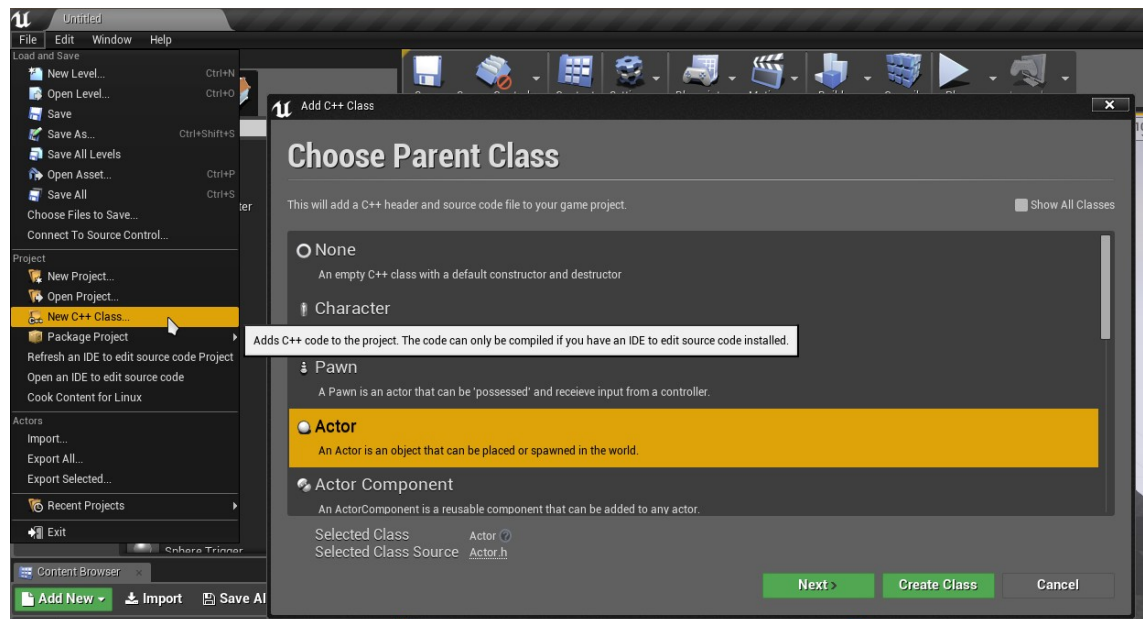 Untitled
File Edit Window Help
Load and Save
New Level... Ctrl+N
Open Level... Ctrl+O
Save
Save As... Ctrl+Shift+S
Save All Levels
Open Asset... Ctrl+P
Save All Ctrl+S
Choose Files to Save...
Connect To Source Control...
Project
New Project...
Open Project...
New C++ Class...
Package Project
Refresh an IDE to edit source code Project
Open an IDE to edit source code
Cook Content for Linux
Actors
Import...
Export All...
Export Selected...
Recent Projects
Exit
Sphere Trigger
Content Browser
Add New Import Save Al
Add C++ Class
Choose Parent Class
This will add a C++ header and source code file to your game project.
Show All Classes
None
An empty C++ class with a default constructor and destructor
Character
Adds C++ code to the project. The code can only be compiled if you have an IDE to edit source code installed.
Pawn
A Pawn is an actor that can be 'possessed' and receieve input from a controller.
Actor
An Actor is an object that can be placed or spawned in the world.
Actor Component
An ActorComponent is a reusable component that can be added to any actor.
Selected Class Actor
Selected Class Source Actor.h
Next Create Class Cancel